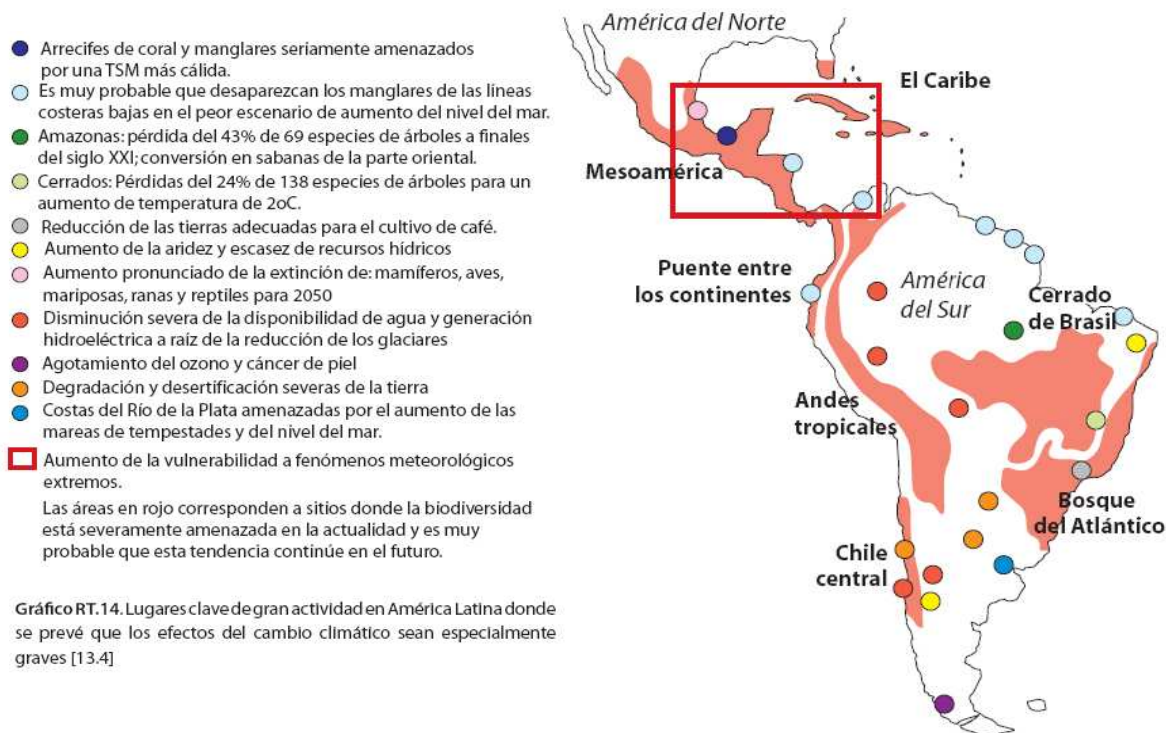 Arrecifes de coral y manglares seriamente amenazados
por una TSM más cálida.
Es muy probable que desaparezcan los manglares de las líneas
costeras bajas en el peor escenario de aumento del nivel del mar.
Amazonas: pérdida del 43% de 69 especies de árboles a finales
del siglo XXI; conversión en sabanas de la parte oriental.
Cerrados: Pérdidas del 24% de 138 especies de árboles para un
aumento de temperatura de 2oC.
Reducción de las tierras adecuadas para el cultivo de café.
Aumento de la aridez y escasez de recursos hídricos
Aumento pronunciado de la extinción de: mamíferos, aves,
mariposas, ranas y reptiles para 2050
Disminución severa de la disponibilidad de agua y generación
hidroeléctrica a raíz de la reducción de los glaciares
Agotamiento del ozono y cáncer de piel
Degradación y desertificación severas de la tierra
Costas del Río de la Plata amenazadas por el aumento de las
mareas de tempestades y del nivel del mar.
Aumento de la vulnerabilidad a fenómenos meteorológicos
extremos.
Las áreas en rojo corresponden a sitios donde la biodiversidad
está severamente amenazada en la actualidad y es muy
probable que esta tendencia continúe en el futuro.
Gráfico RT.14. Lugares clave de gran actividad en América Latina donde
se prevé que los efectos del cambio climático sean especialmente
graves [13.4]
América del Norte
El Caribe
Mesoamérica
Puente entre
los continentes
América
del Sur
Cerrado
de Brasil
Andes
tropicales
Bosque
del Atlántico
Chile
central